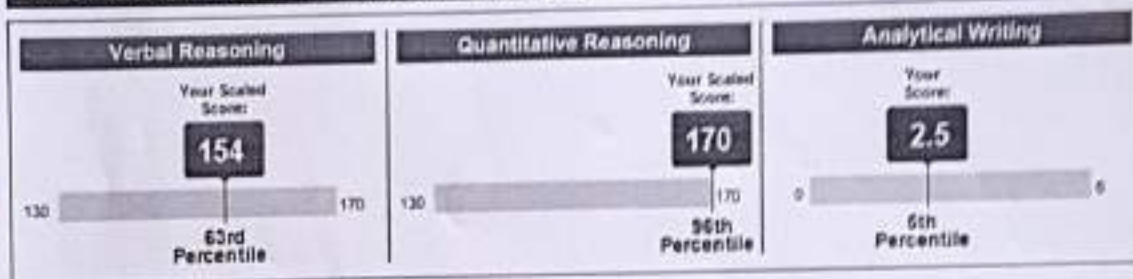 Verbal Reasoning
Your Scaled
Score:
154
130
170
63rd
Percentile
Quantitative Reasoning
Your Scaled
Score:
170
130
170
96th
Percentile
Analytical Writing
Your
Score:
2.5
0
6
6th
Percentile